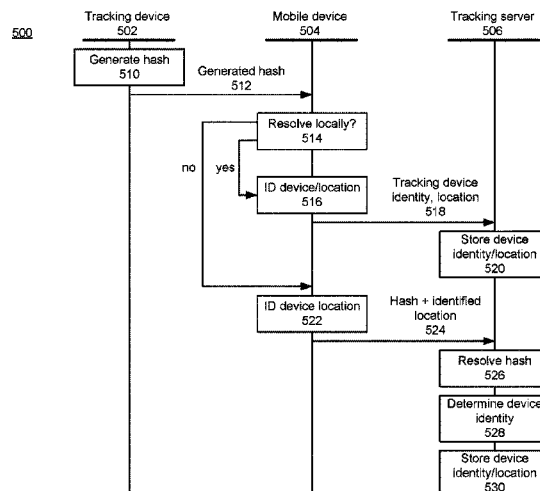 500
Tracking device
502
Mobile device
504
Tracking server
506
Generate hash
510
Generated hash
512
Resolve locally?
514
no
yes
ID device/location
516
Tracking device
identity, location
518
Store device
identity/location
520
ID device location
522
Hash + identified
location
524
Resolve hash
526
Determine device
identity
528
Store device
identity/location
530